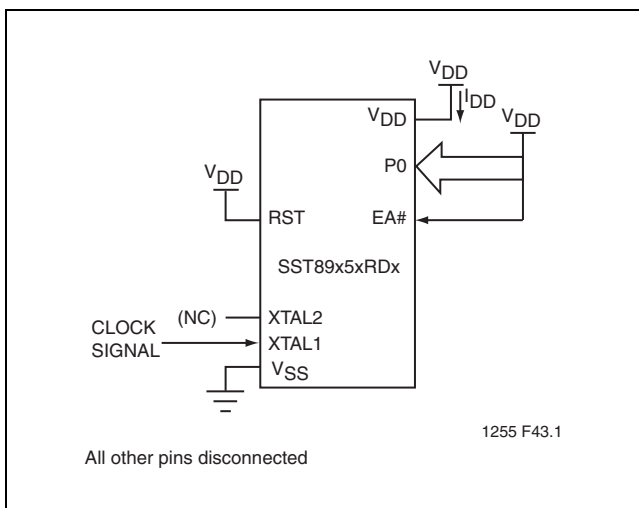 VDD
IDD
VDD
VDD
P0
VDD
RST
EA#
SST89x5xRDx
(NC)
XTAL2
CLOCK
SIGNAL
XTAL1
VSS
1255 F43.1
All other pins disconnected